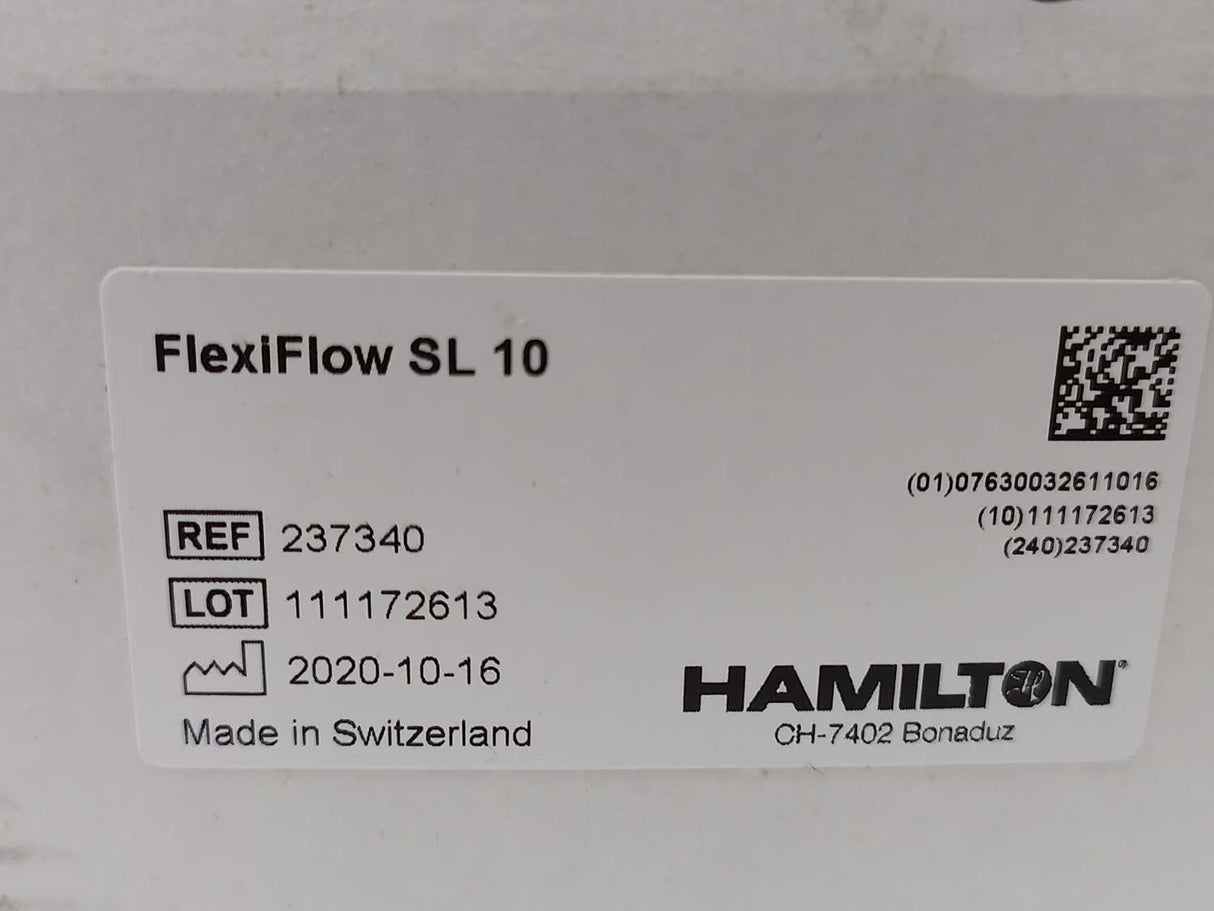 FlexiFlow SL 10
(01)07630032611016
(10)111172613
(240)237340
REF 237340
LOT 111172613
2020-10-16
Made in Switzerland
HAMILTON®
CH-7402 Bonaduz